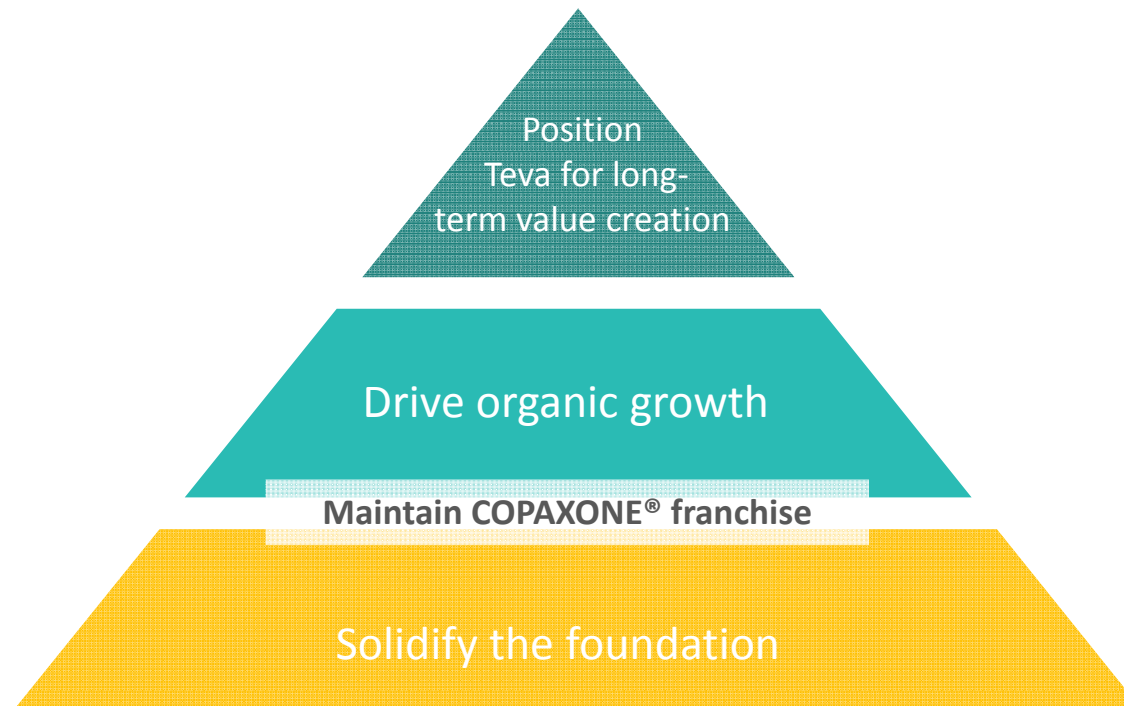 Position
Teva for long-
term value creation
Drive organic growth
Maintain COPAXONE® franchise
Solidify the foundation